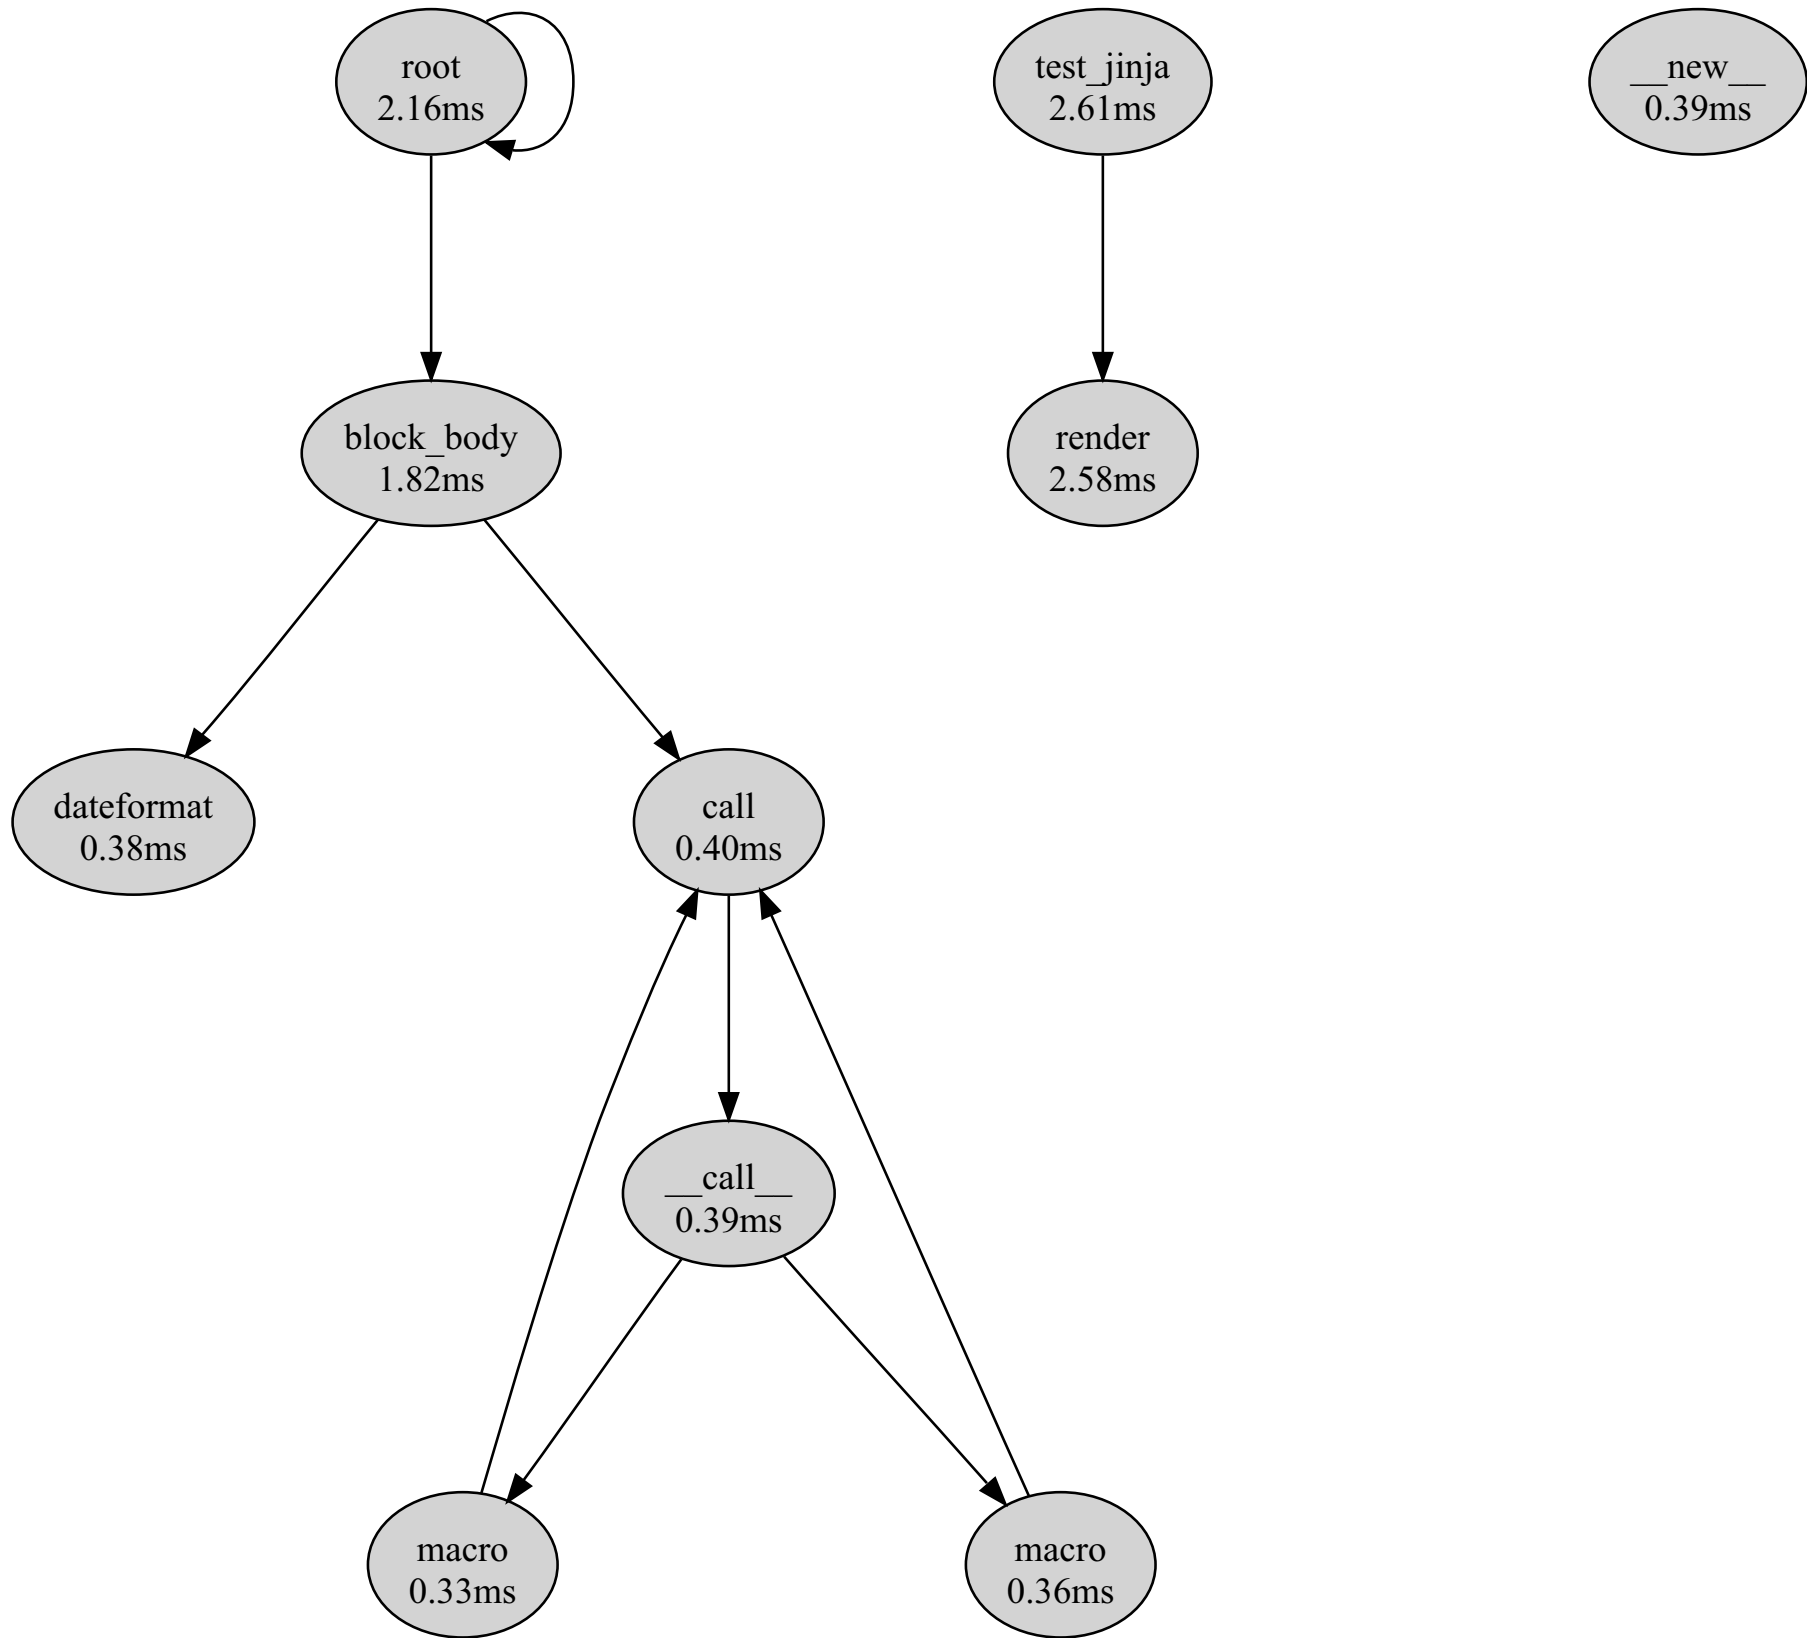 root
2.16ms
test_jinja
2.61ms
__new__
0.39ms
block_body
1.82ms
render
2.58ms
dateformat
0.38ms
call
0.40ms
__call__
0.39ms
macro
0.33ms
macro
0.36ms